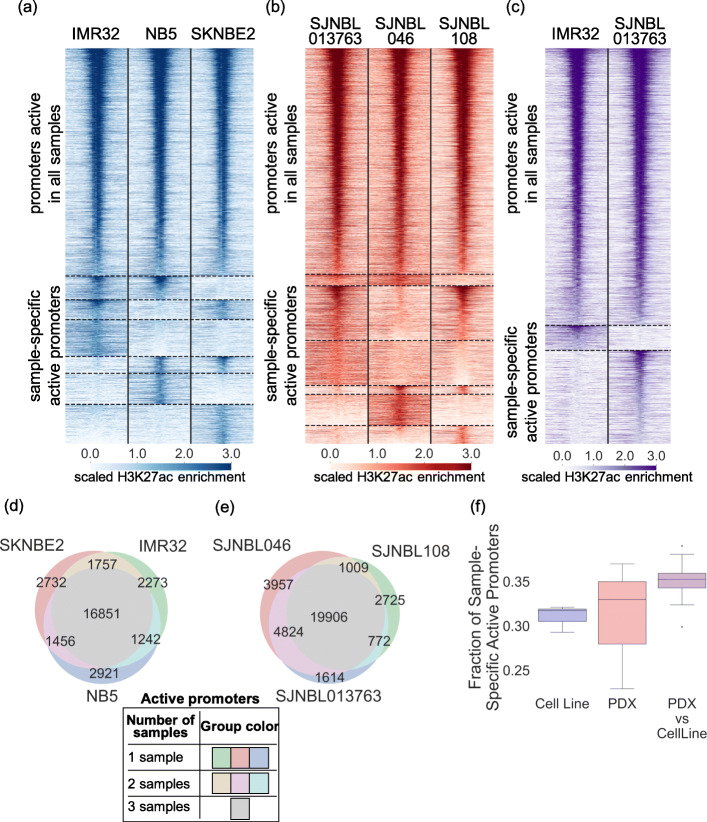 (a)
IMR32 NB5 SKNBE2
promoters active
in all samples
sample-specific
active promoters
0.0 1.0 2.0 3.0
scaled H3K27ac enrichment
(b)
SJNBL SJNBL SJNBL
013763 046 108
promoters active
in all samples
sample-specific
active promoters
0.0 1.0 2.0 3.0
scaled H3K27ac enrichment
(c)
SJNBL
IMR32 013763
promoters active
in all samples
sample-specific
active promoters
0.0 1.0 2.0 3.0
scaled H3K27ac enrichment
(d)
SKNBE2 IMR32
1757
2732 2273
16851
1456 1242
2921
NB5
(e)
SJNBL046
SJNBL108
1009
3957 2725
19906
4824 772
1614
SJNBL013763
Active promoters
Number of
samples
Group color
1 sample
2 samples
3 samples
(f)
Fraction of Sample-
Specific Active Promoters
0.35
0.30
0.25
Cell Line PDX PDX
vs
CellLine